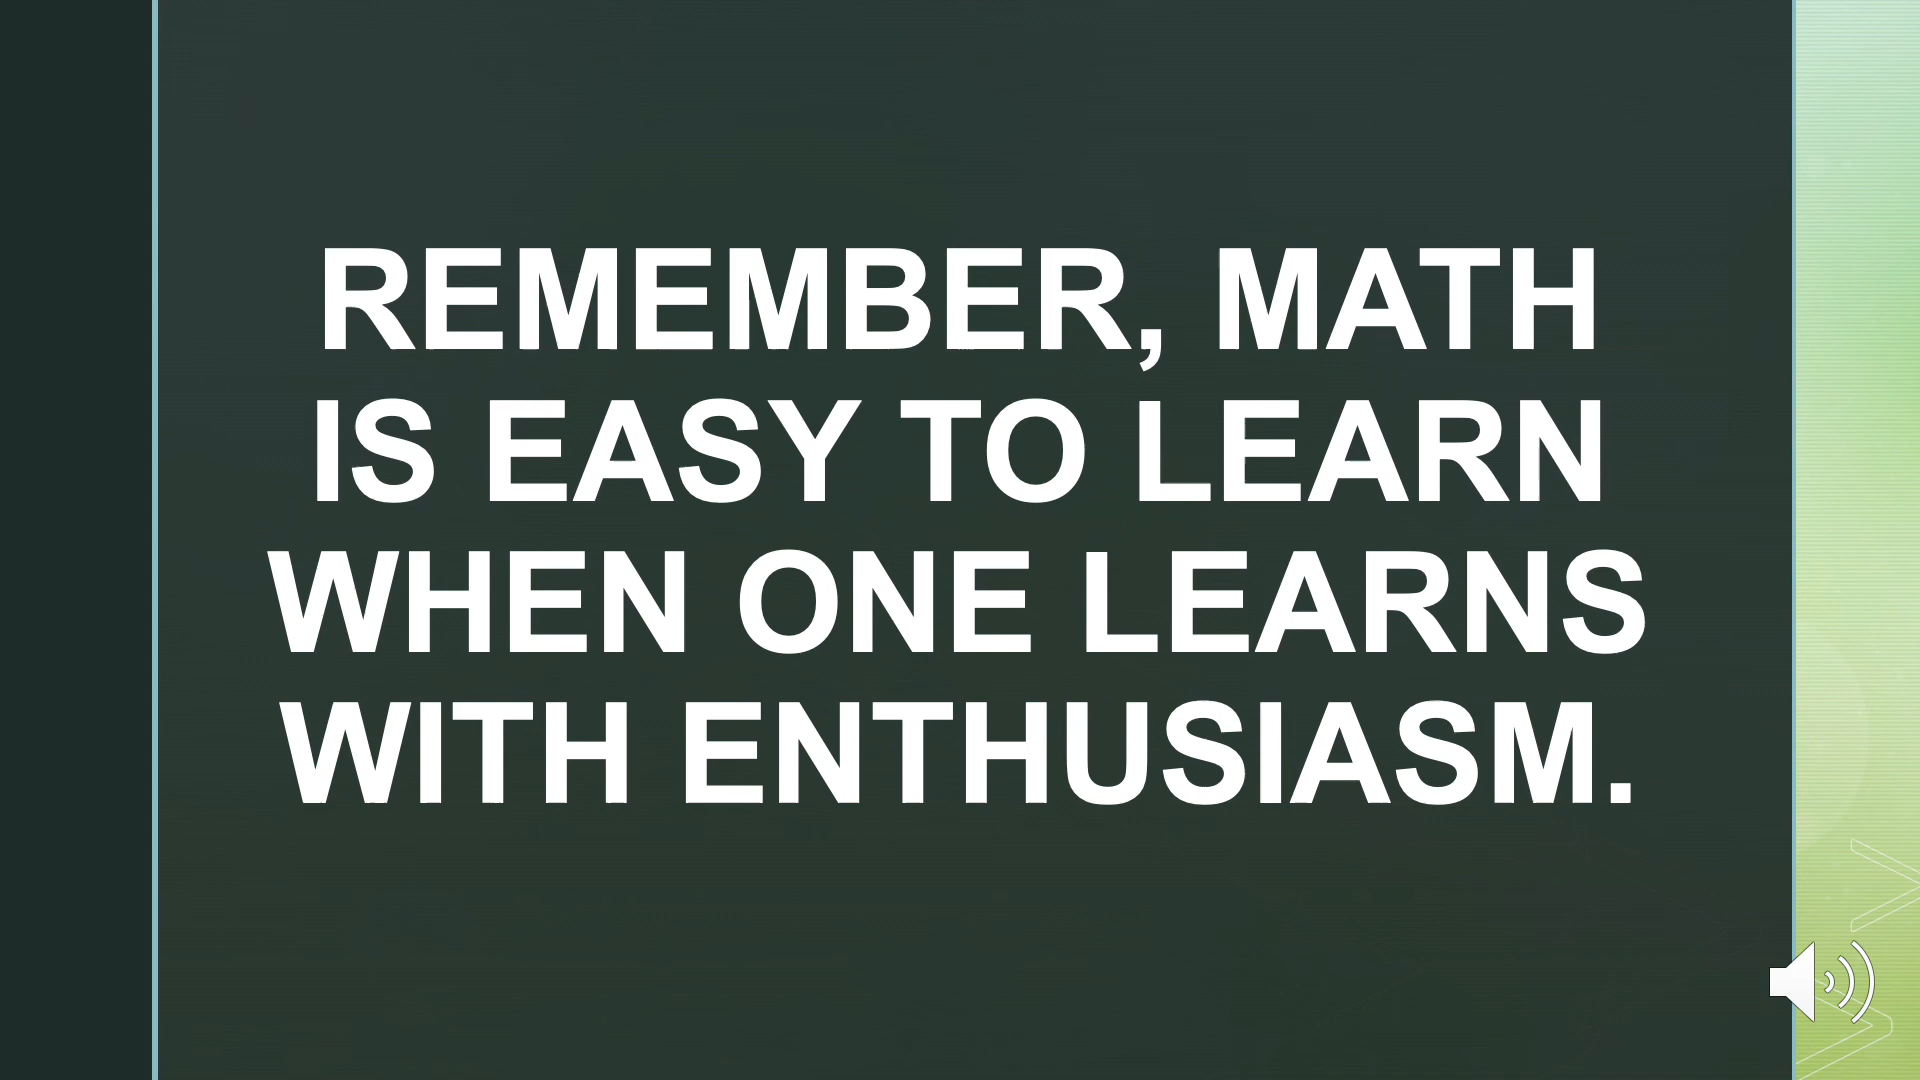 REMEMBER, MATH
IS EASY TO LEARN
WHEN ONE LEARNS
WITH ENTHUSIASM.